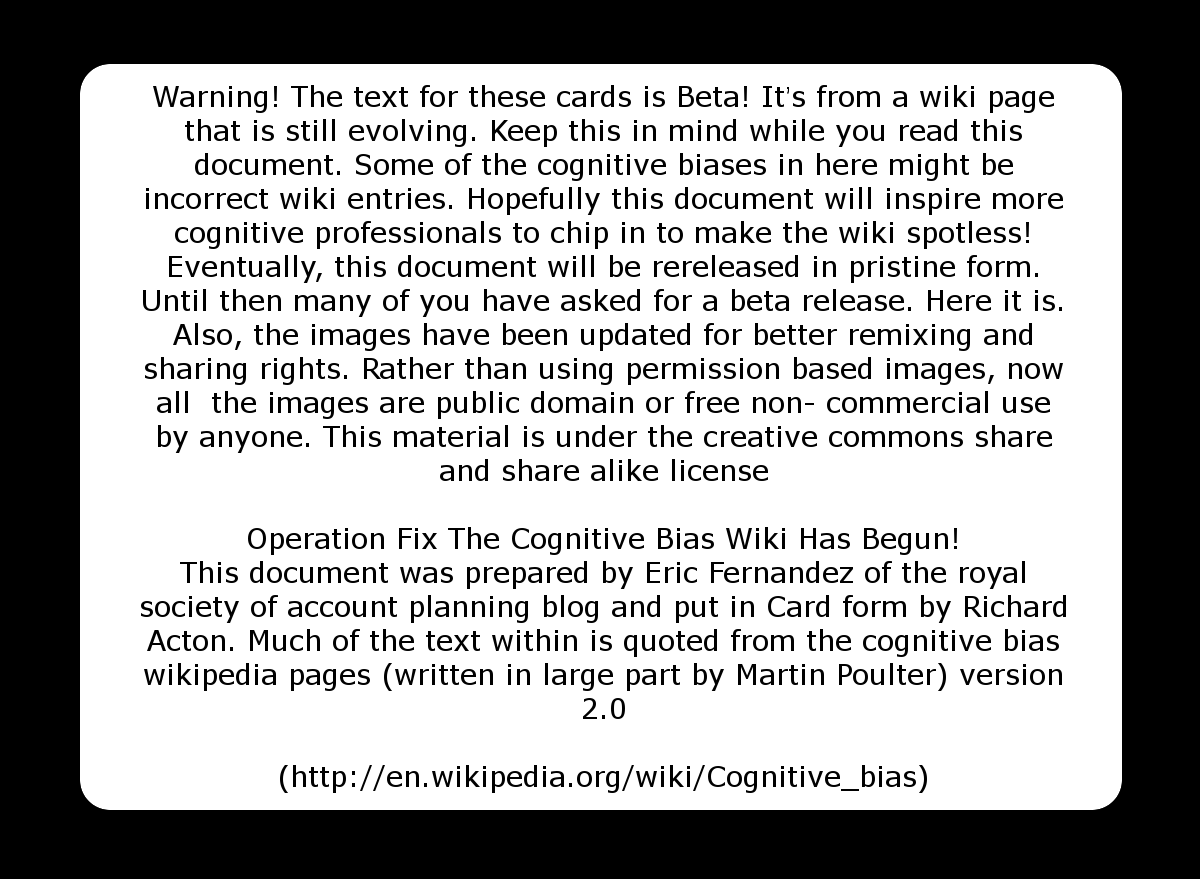 Warning! The text for these cards is Beta! It's from a wiki page
that is still evolving. Keep this in mind while you read this
document. Some of the cognitive biases in here might be
incorrect wiki entries. Hopefully this document will inspire more
cognitive professionals to chip in to make the wiki spotless!
Eventually, this document will be rereleased in pristine form.
Until then many of you have asked for a beta release. Here it is.
Also, the images have been updated for better remixing and
sharing rights. Rather than using permission based images, now
all  the images are public domain or free non- commercial use
by anyone. This material is under the creative commons share
and share alike license
Operation Fix The Cognitive Bias Wiki Has Begun!
This document was prepared by Eric Fernandez of the royal
society of account planning blog and put in Card form by Richard
Acton. Much of the text within is quoted from the cognitive bias
wikipedia pages (written in large part by Martin Poulter) version
2.0
(http://en.wikipedia.org/wiki/Cognitive_bias)